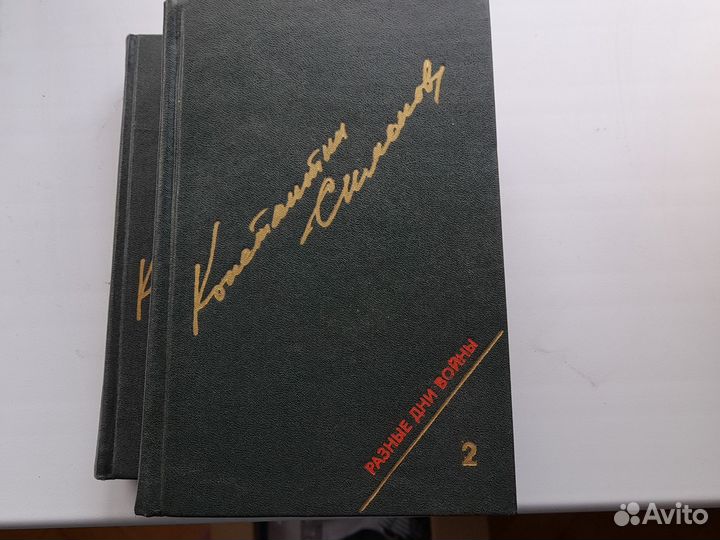 Константин
Симонов
РАЗНЫЕ ДНИ ВОЙНЫ
2
К
Avito